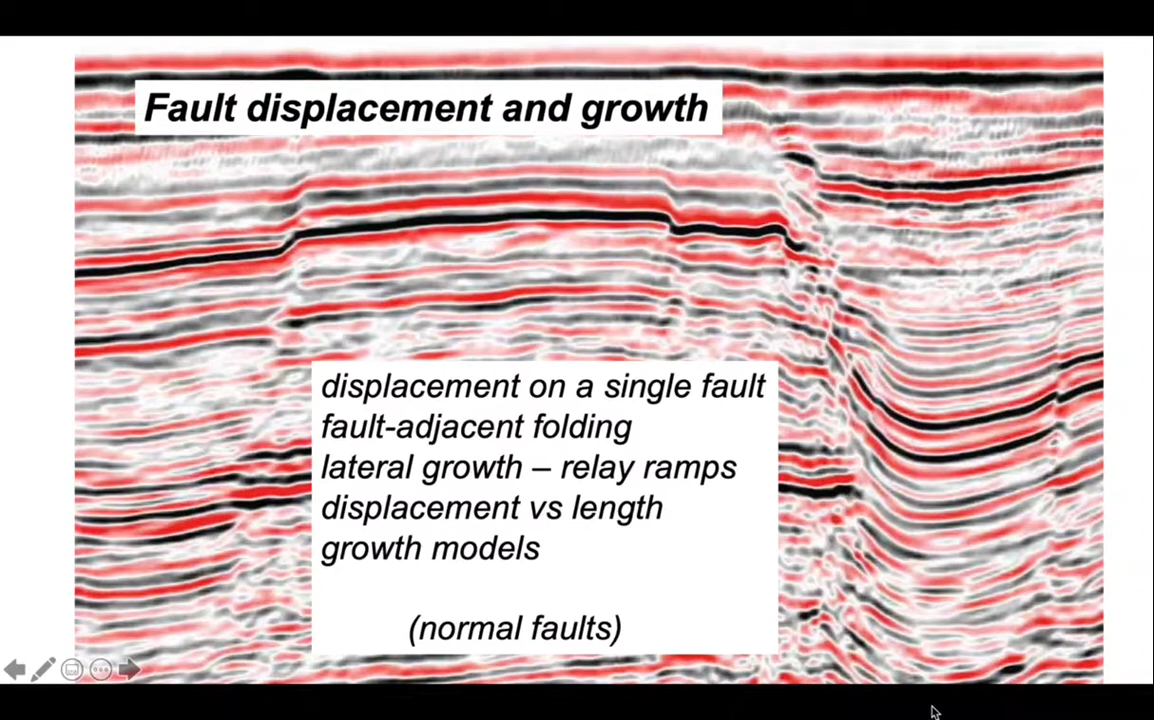 Fault displacement and growth
displacement on a single fault
fault-adjacent folding
lateral growth – relay ramps
displacement vs length
growth models
(normal faults)